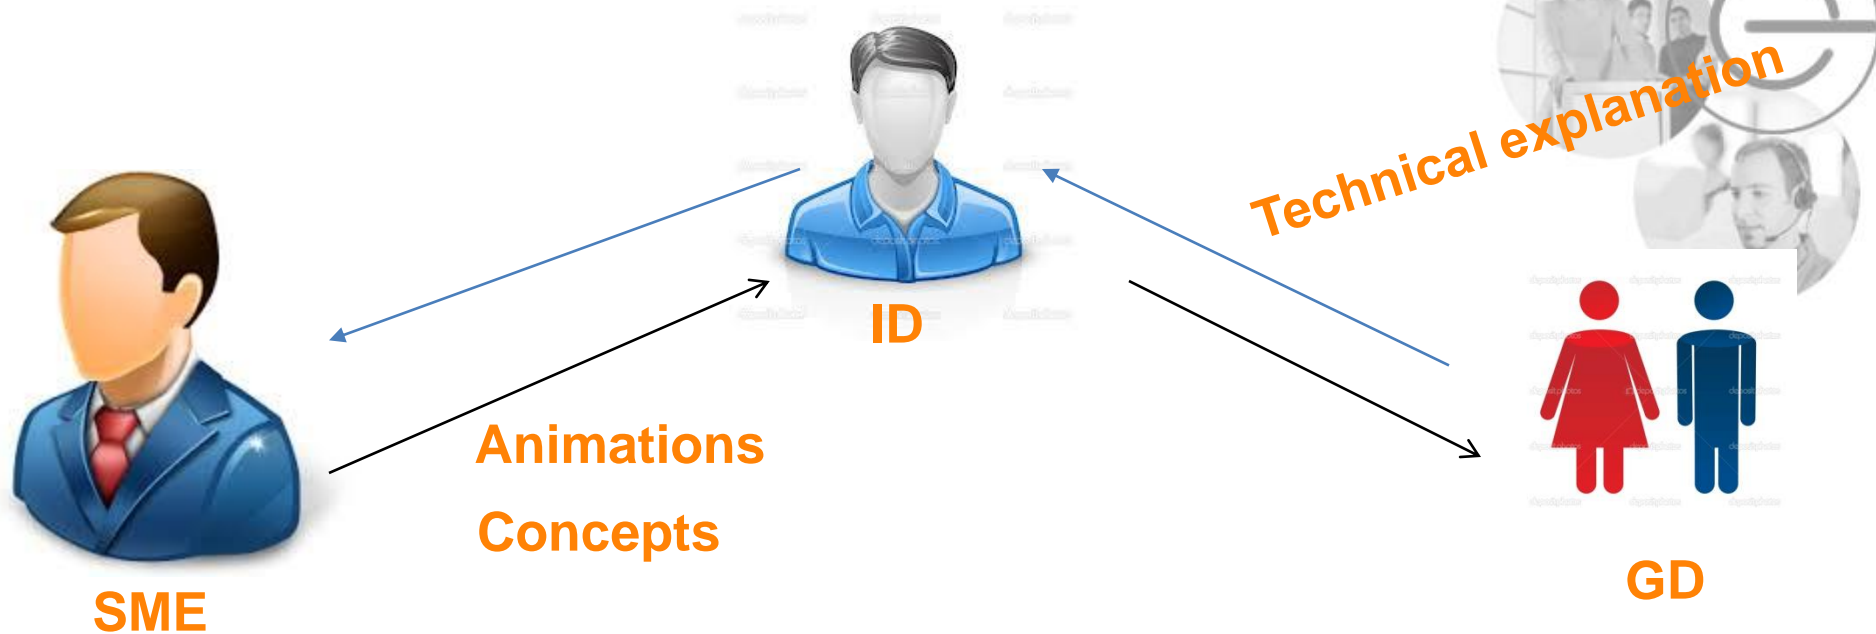 Technical explanation
ID
Animations
Concepts
SME
GD